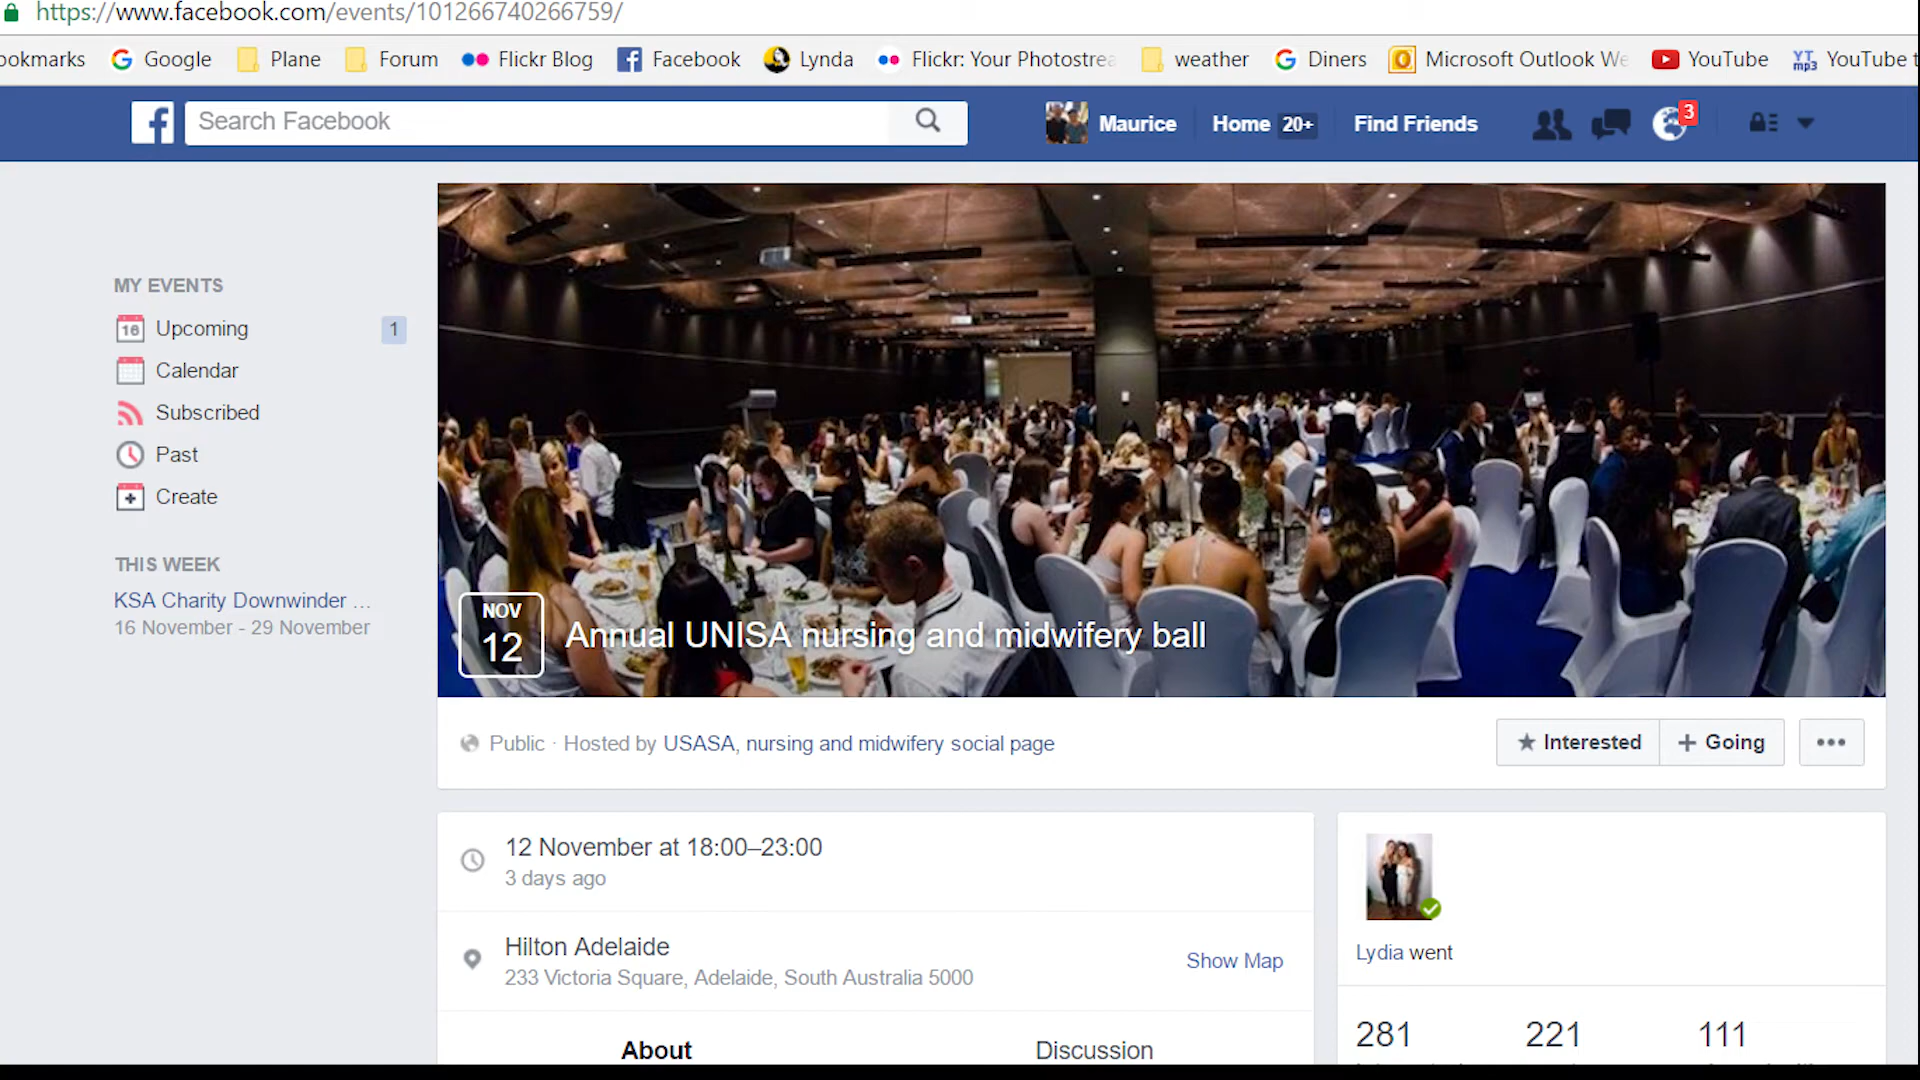 https://www.facebook.com/events/101266740266759/
ookmarks Google Plane Forum Flickr Blog Facebook Lynda Flickr: Your Photostrea weather Diners Microsoft Outlook We YouTube YouTube t
Search Facebook Maurice Home 20+ Find Friends 3
MY EVENTS
16 Upcoming 1
Calendar
Subscribed
Past
Create
THIS WEEK
KSA Charity Downwinder ...
16 November - 29 November
NOV
12
Annual UNISA nursing and midwifery ball
Public · Hosted by USASA, nursing and midwifery social page
Interested
Going
12 November at 18:00–23:00
3 days ago
Hilton Adelaide
233 Victoria Square, Adelaide, South Australia 5000
Show Map
About Discussion
Lydia went
281 221 111